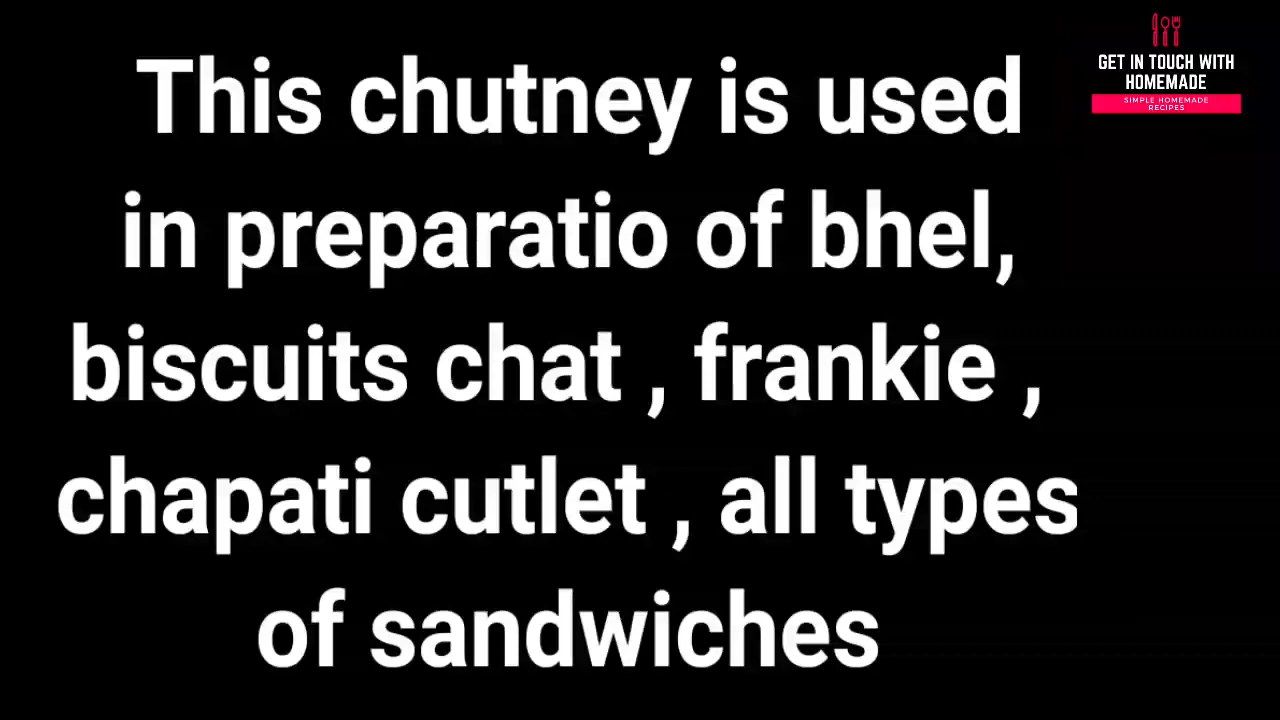 This chutney is used
in preparatio of bhel,
biscuits chat , frankie ,
chapati cutlet , all types
of sandwiches
GET IN TOUCH WITH
HOMEMADE
SIMPLE HOMEMADE
RECIPES